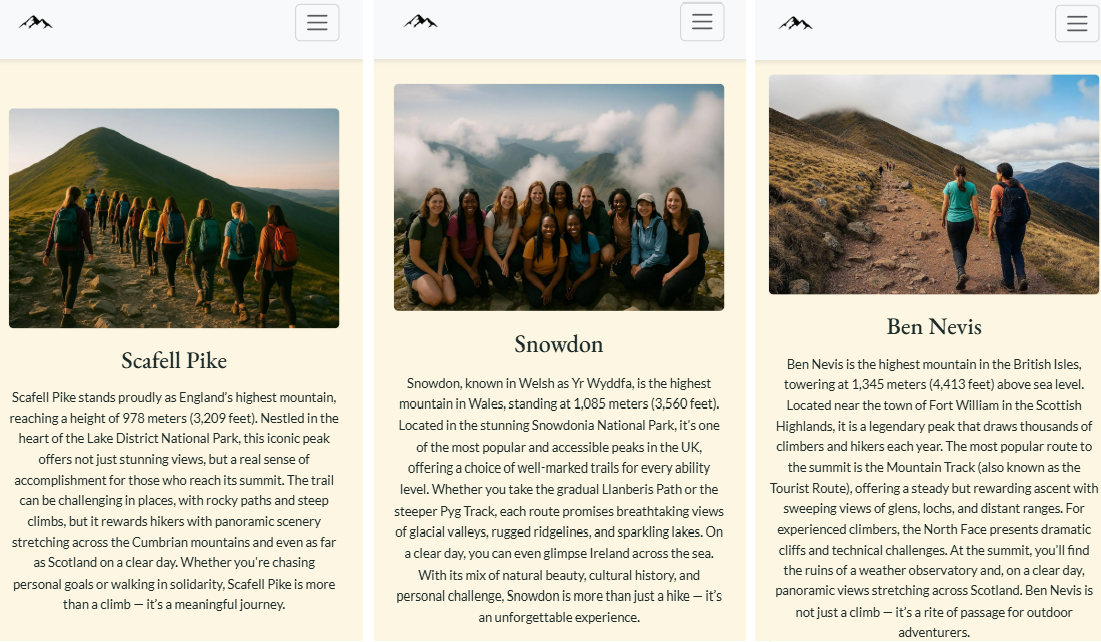 Scafell Pike
Scafell Pike stands proudly as England's highest mountain,
reaching a height of 978 meters (3,209 feet). Nestled in the
heart of the Lake District National Park, this iconic peak
offers not just stunning views, but a real sense of
accomplishment for those who reach its summit. The trail
can be challenging in places, with rocky paths and steep
climbs, but it rewards hikers with panoramic scenery
stretching across the Cumbrian mountains and even as far
as Scotland on a clear day. Whether you're chasing
personal goals or walking in solidarity, Scafell Pike is more
than a climb — it's a meaningful journey.
Snowdon
Snowdon, known in Welsh as Yr Wyddfa, is the highest
mountain in Wales, standing at 1,085 meters (3,560 feet).
Located in the stunning Snowdonia National Park, it's one
of the most popular and accessible peaks in the UK,
offering a choice of well-marked trails for every ability
level. Whether you take the gradual Llanberis Path or the
steeper Pyg Track, each route promises breathtaking views
of glacial valleys, rugged ridgelines, and sparkling lakes. On
a clear day, you can even glimpse Ireland across the sea.
With its mix of natural beauty, cultural history, and
personal challenge, Snowdon is more than just a hike — it's
an unforgettable experience.
Ben Nevis
Ben Nevis is the highest mountain in the British Isles,
towering at 1,345 meters (4,413 feet) above sea level.
Located near the town of Fort William in the Scottish
Highlands, it is a legendary peak that draws thousands of
climbers and hikers each year. The most popular route to
the summit is the Mountain Track (also known as the
Tourist Route), offering a steady but rewarding ascent with
sweeping views of glens, lochs, and distant ranges. For
experienced climbers, the North Face presents dramatic
cliffs and technical challenges. At the summit, you'll find
the ruins of a weather observatory and, on a clear day,
panoramic views stretching across Scotland. Ben Nevis is
not just a climb — it's a rite of passage for outdoor
adventurers.